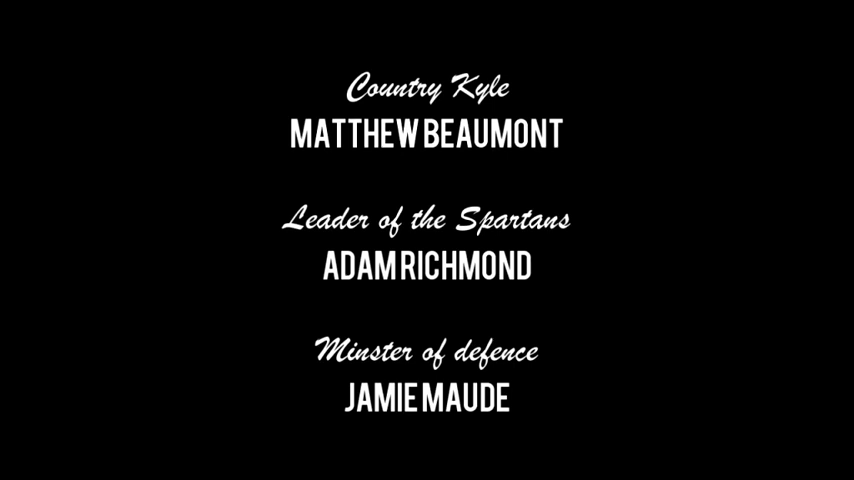 Country Kyle
MATTHEW BEAUMONT
Leader of the Spartans
ADAM RICHMOND
Minster of defence
JAMIE MAUDE